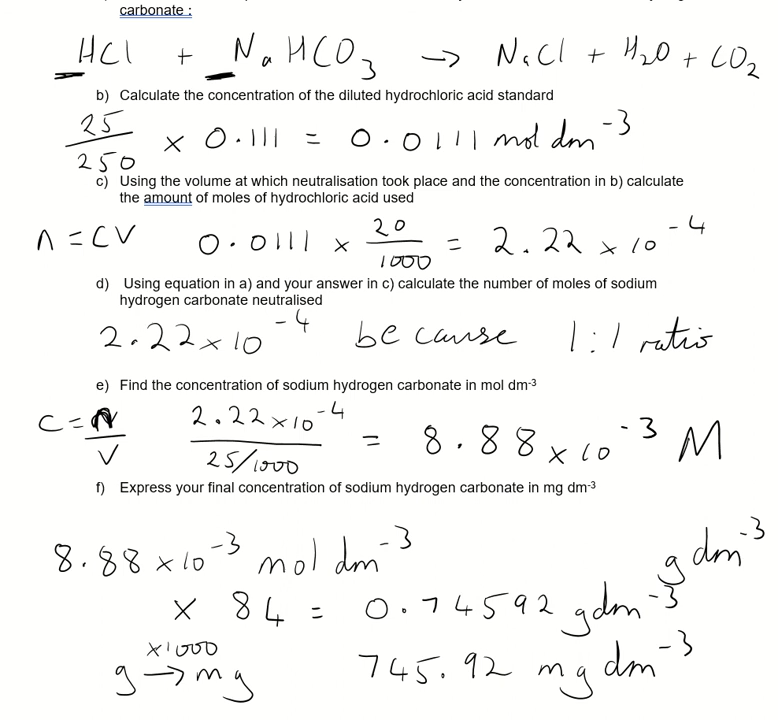 carbonate :
HCl + NaHCO₃ → NaCl + H₂O + CO₂
b) Calculate the concentration of the diluted hydrochloric acid standard
25/250 × 0.111 = 0.0111 mol dm⁻³
c) Using the volume at which neutralisation took place and the concentration in b) calculate
the amount of moles of hydrochloric acid used
n = CV 0.0111 × 20/1000 = 2.22 × 10⁻⁴
d) Using equation in a) and your answer in c) calculate the number of moles of sodium
hydrogen carbonate neutralised
2.22 × 10⁻⁴ because 1:1 ratio
e) Find the concentration of sodium hydrogen carbonate in mol dm⁻³
C = N/V 2.22×10⁻⁴ / 25/1000 = 8.88 × 10⁻³ M
f) Express your final concentration of sodium hydrogen carbonate in mg dm⁻³
8.88 × 10⁻³ mol dm⁻³ g dm⁻³
× 84 = 0.74592 gdm⁻³
×1000
g → mg 745.92 mg dm⁻³